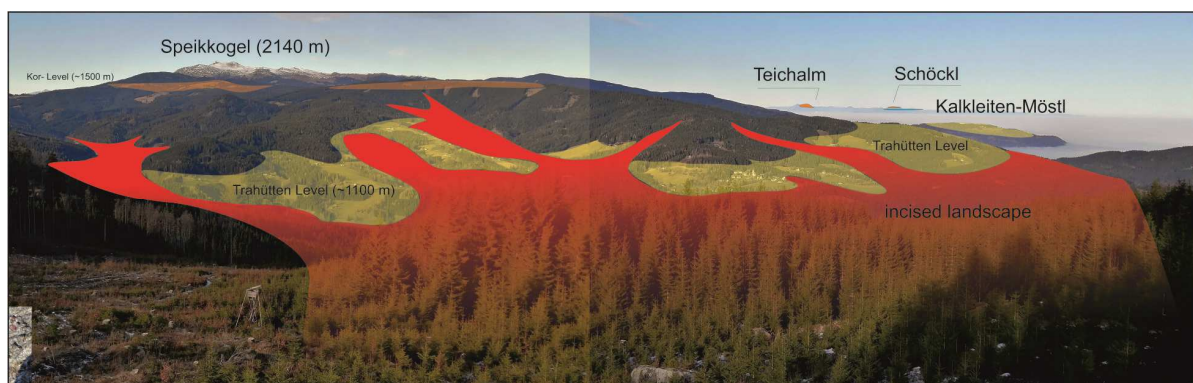 Speikkogel (2140 m)
Kor- Level (~1500 m)
Teichalm
Schöckl
Kalkleiten-Möstl
Trahütten Level
Trahütten Level (~1100 m)
incised landscape